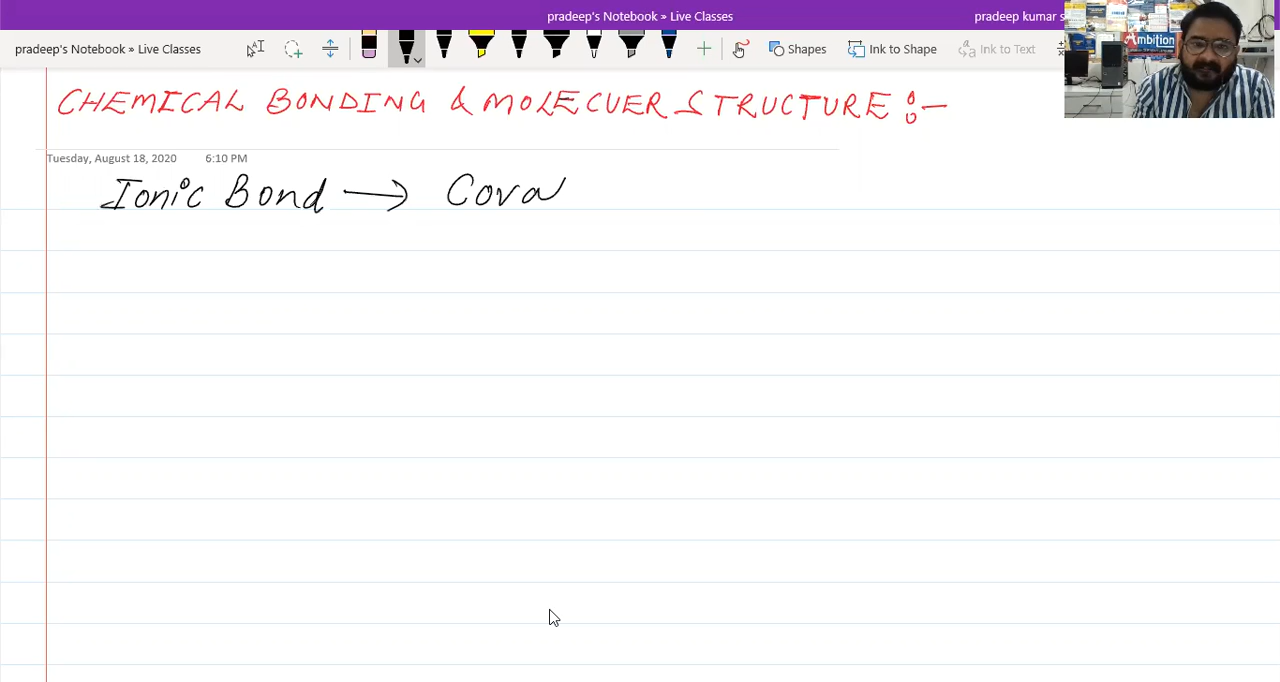 pradeep's Notebook » Live Classes
pradeep kumar s
pradeep's Notebook » Live Classes
Shapes
Ink to Shape
Ink to Text
Ambition
CHEMICAL BONDING & MOLECUER STRUCTURE :-
Tuesday, August 18, 2020 6:10 PM
Ionic Bond → Cova